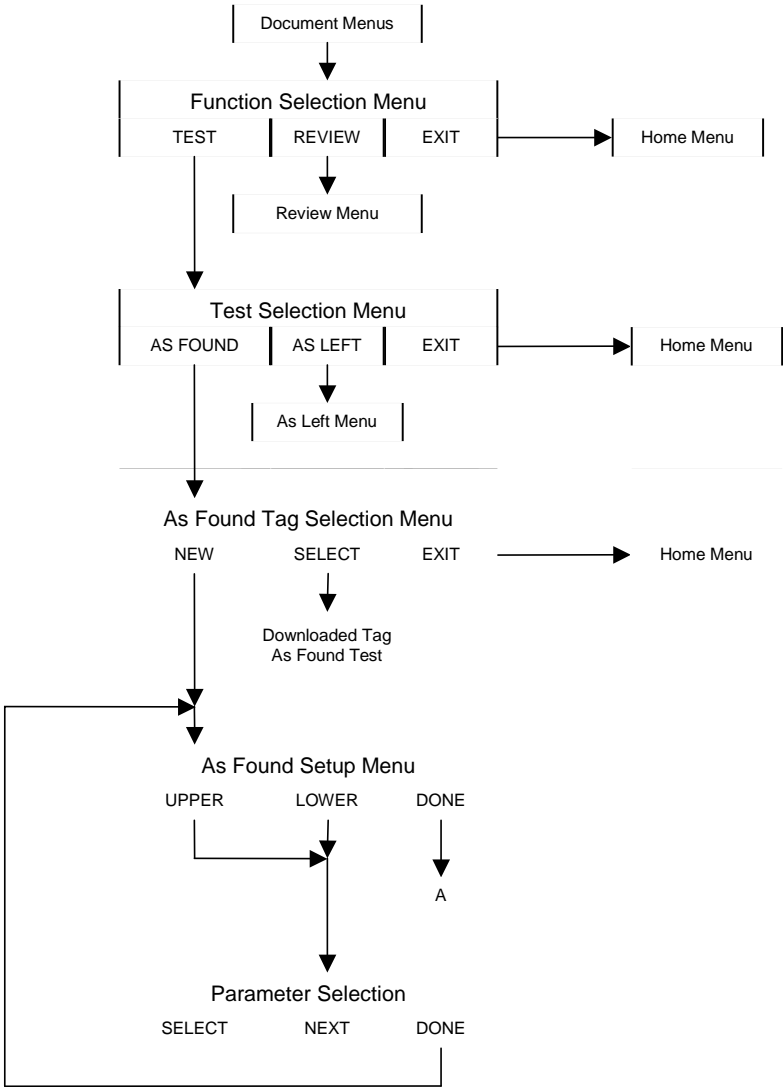 Document Menus
Function Selection Menu
TEST REVIEW EXIT Home Menu
Review Menu
Test Selection Menu
AS FOUND AS LEFT EXIT Home Menu
As Left Menu
As Found Tag Selection Menu
NEW SELECT EXIT Home Menu
Downloaded Tag
As Found Test
As Found Setup Menu
UPPER LOWER DONE
A
Parameter Selection
SELECT NEXT DONE